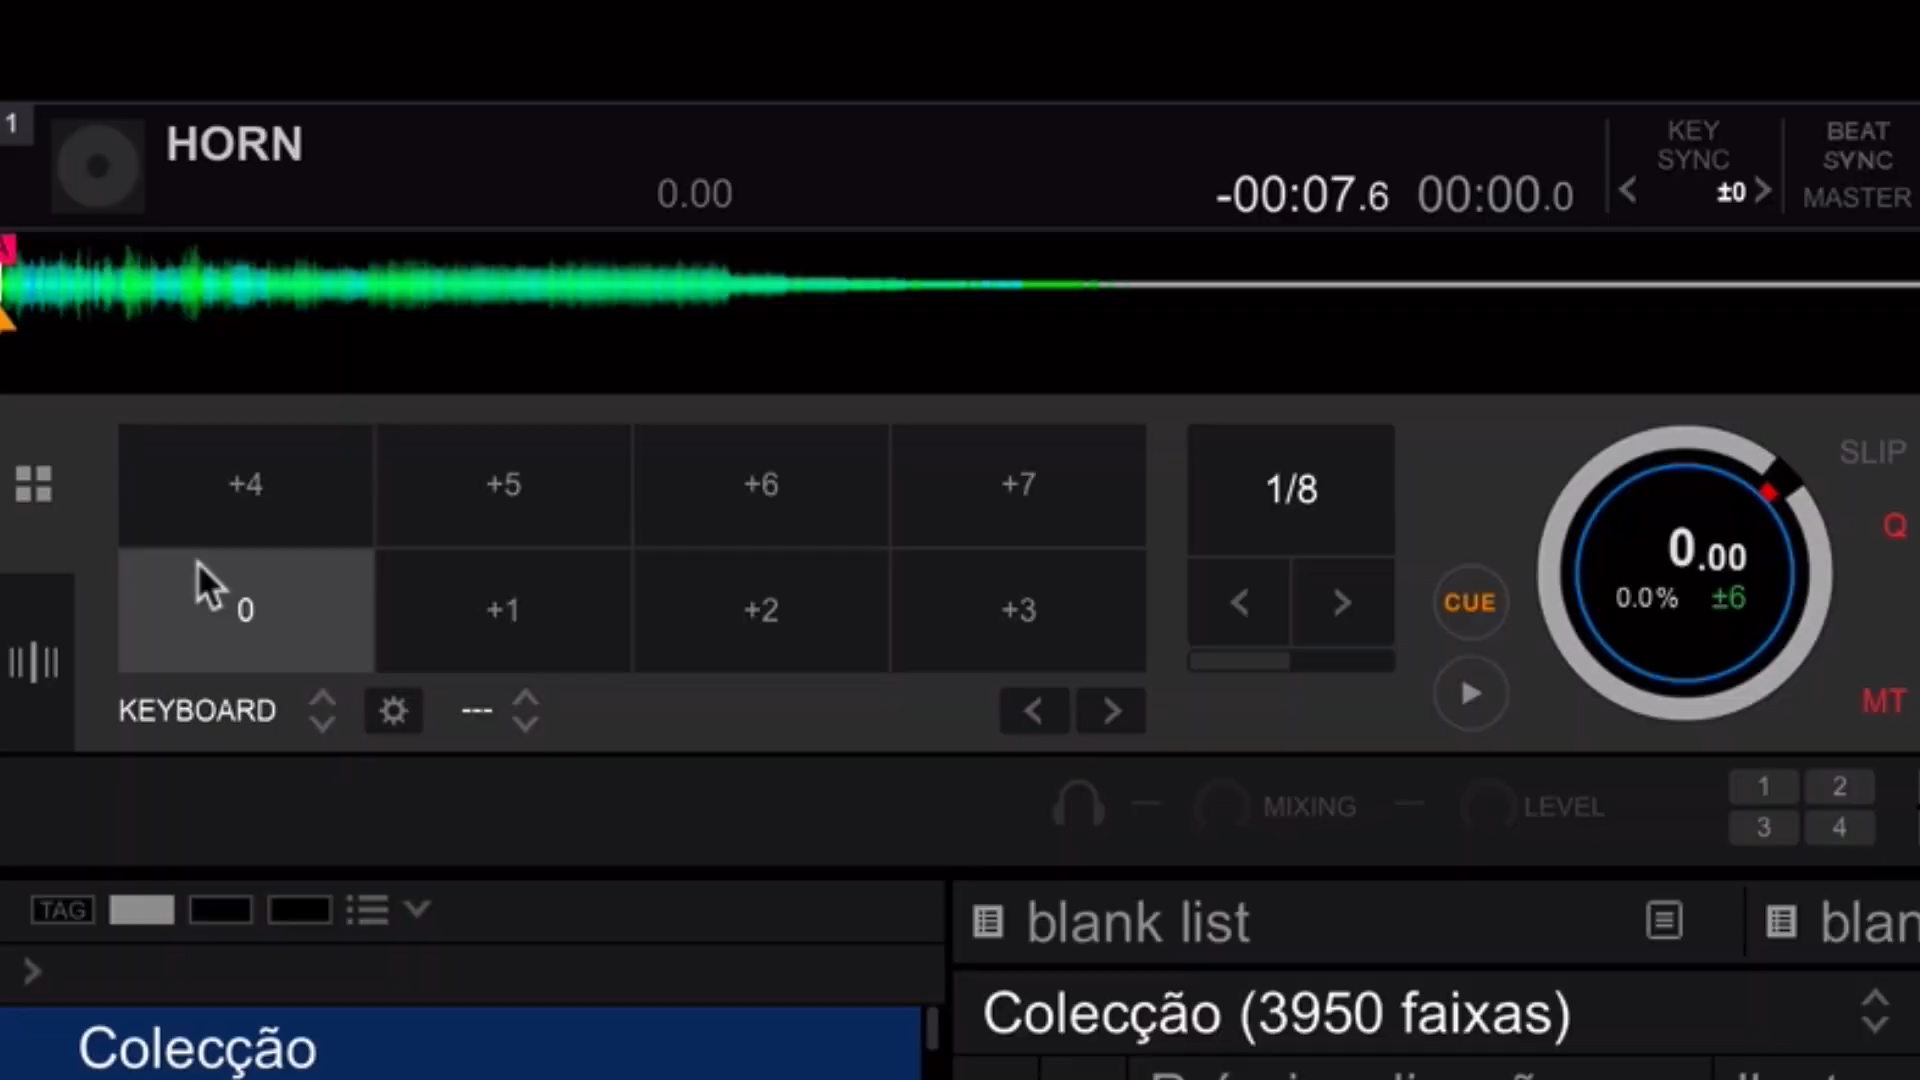 1
HORN
0.00
-00:07.6 00:00.0
KEY
SYNC
±0
BEAT
SYNC
MASTER
A
+4 +5 +6 +7
0 +1 +2 +3
1/8
KEYBOARD
---
CUE
0.00
0.0% ±6
SLIP
Q
MT
MIXING
LEVEL
1 2
3 4
TAG
blank list
blan
Colecção (3950 faixas)
Colecção